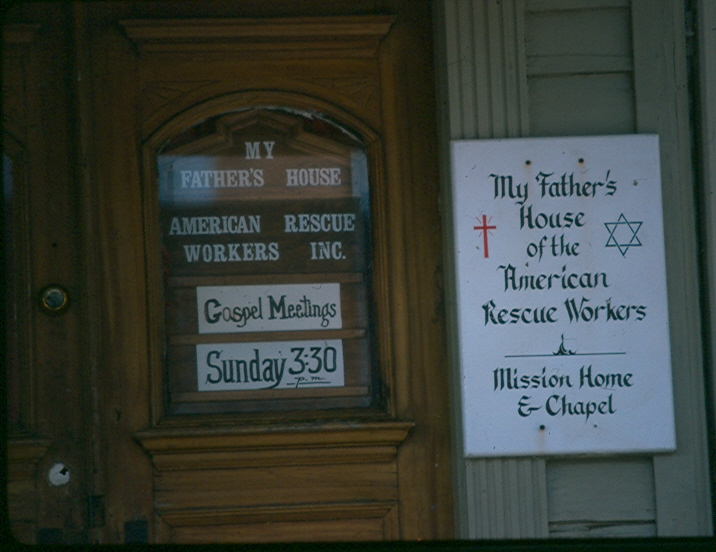 MY
FATHER'S HOUSE
AMERICAN RESCUE
WORKERS INC.
Gospel Meetings
Sunday 3:30
p.m.
My Father's
House
of the
American
Rescue Workers
Mission Home
& Chapel